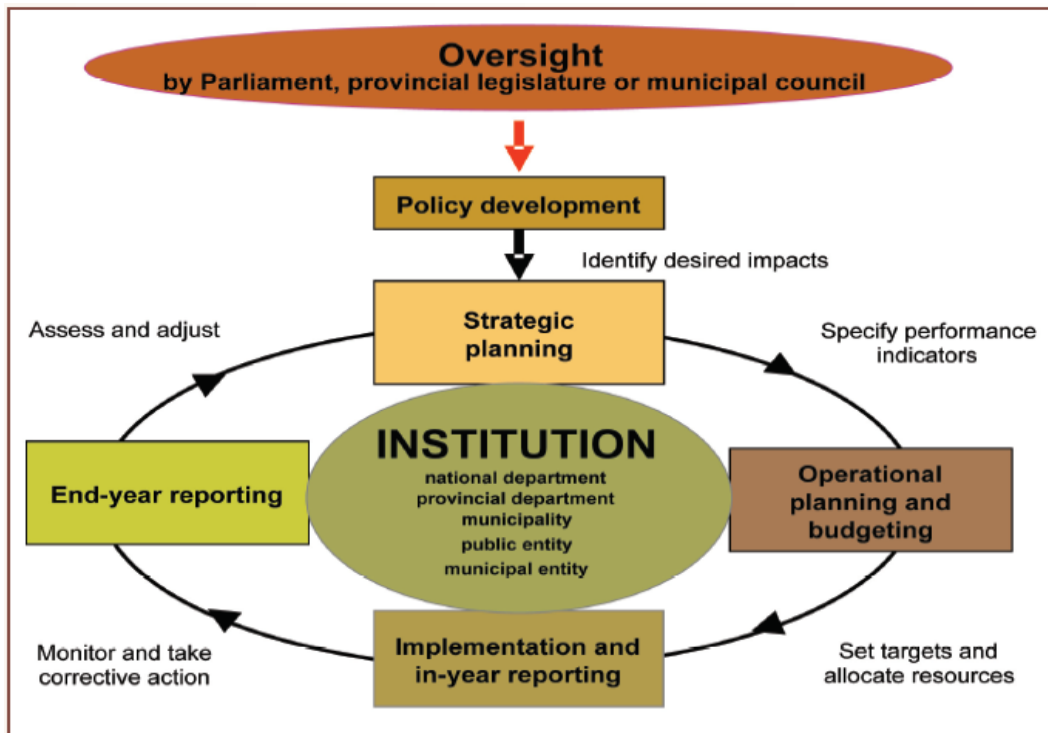 Oversight
by Parliament, provincial legislature or municipal council
Policy development
Identify desired impacts
Strategic
planning
Assess and adjust
Specify performance
indicators
INSTITUTION
national department
provincial department
municipality
public entity
municipal entity
End-year reporting
Operational
planning and
budgeting
Implementation and
in-year reporting
Monitor and take
corrective action
Set targets and
allocate resources